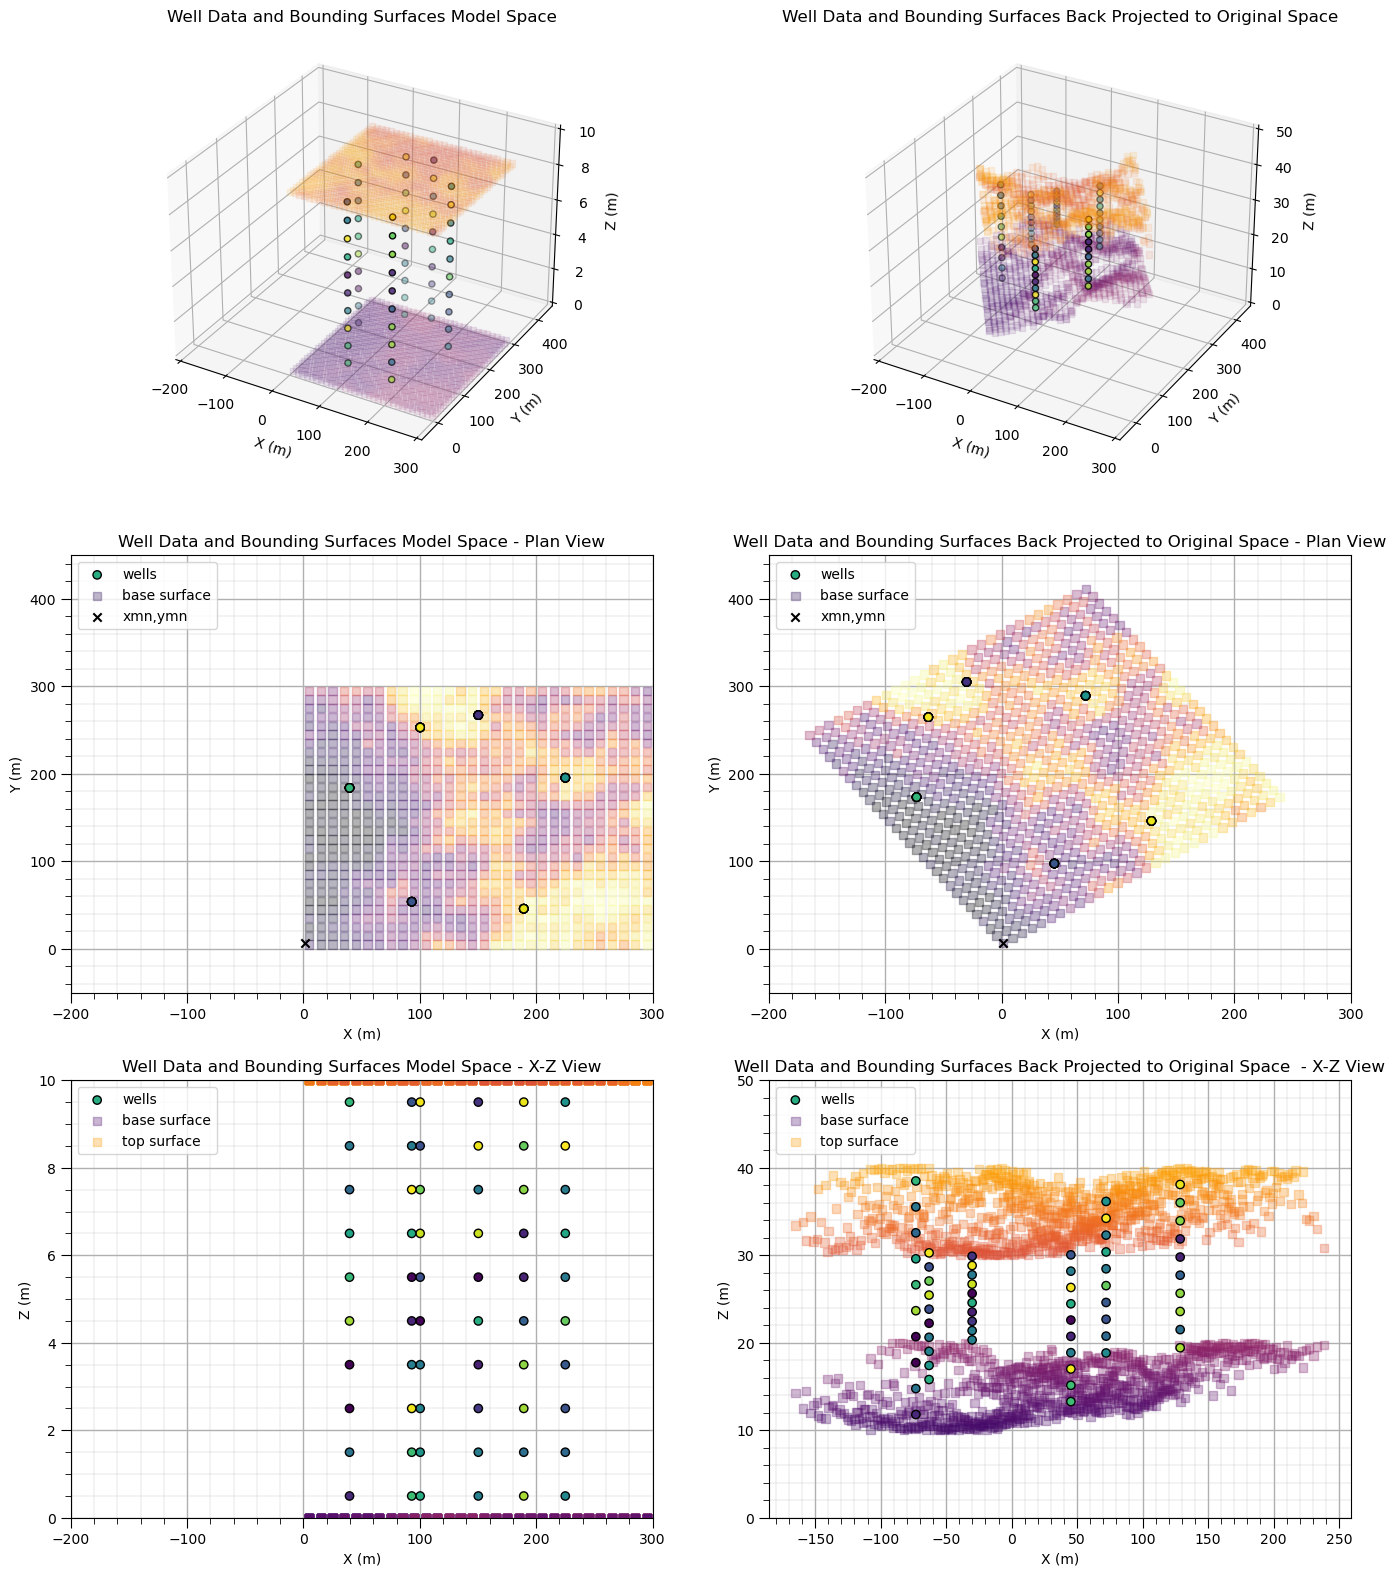 Well Data and Bounding Surfaces Model Space
10
8
6
4
2
0
Z (m)
−200
−100
0
100
200
300
X (m)
0
100
200
300
400
Y (m)
Well Data and Bounding Surfaces Back Projected to Original Space
50
40
30
20
10
0
Z (m)
−200
−100
0
100
200
300
X (m)
0
100
200
300
400
Y (m)
Well Data and Bounding Surfaces Model Space - Plan View
wells
base surface
xmn,ymn
400
300
200
100
0
Y (m)
−200
−100
0
100
200
300
X (m)
Well Data and Bounding Surfaces Back Projected to Original Space - Plan View
wells
base surface
xmn,ymn
400
300
200
100
0
Y (m)
−200
−100
0
100
200
300
X (m)
Well Data and Bounding Surfaces Model Space - X-Z View
wells
base surface
top surface
10
8
6
4
2
0
Z (m)
−200
−100
0
100
200
300
X (m)
Well Data and Bounding Surfaces Back Projected to Original Space  - X-Z View
wells
base surface
top surface
50
40
30
20
10
0
Z (m)
−150
−100
−50
0
50
100
150
200
250
X (m)